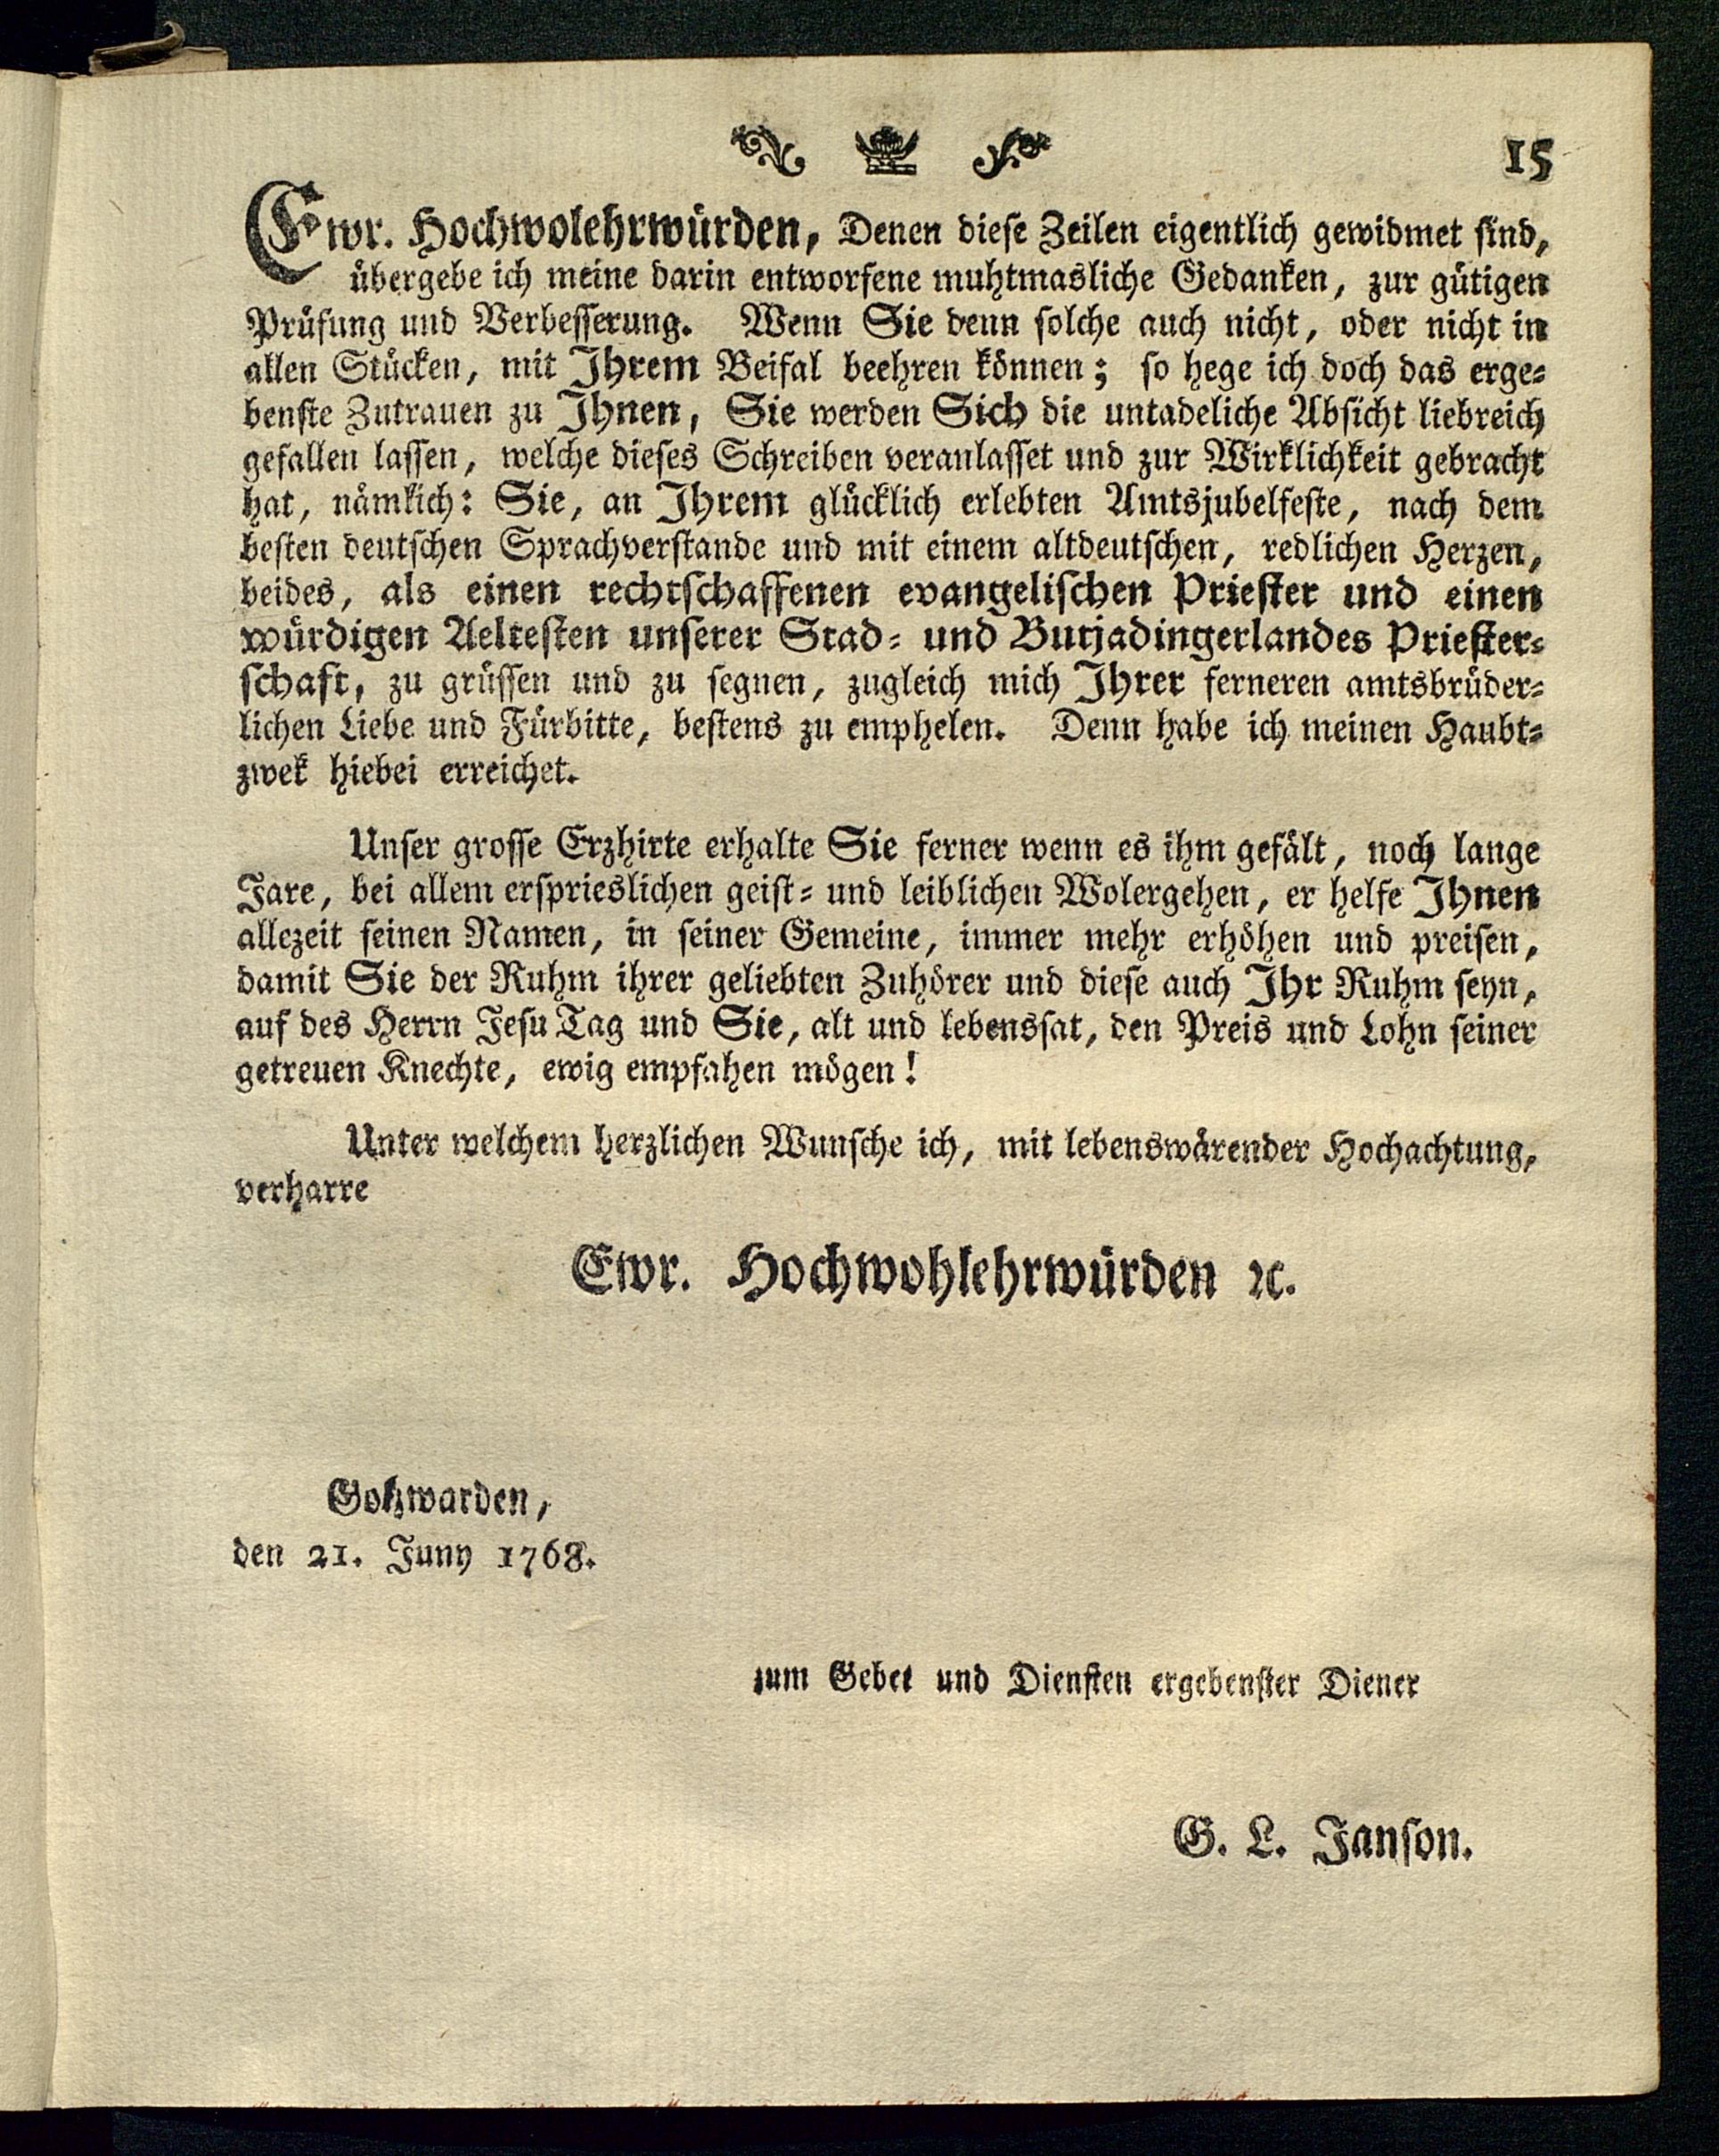 15
Ewr. Hochwolehrwürden, Denen diese Zeilen eigentlich gewidmet sind,
übergebe ich meine darin entworfene muhtmasliche Gedanken, zur gütigen
Prüfung und Verbesserung. Wenn Sie denn solche auch nicht, oder nicht in
allen Stücken, mit Ihrem Beifal beehren können; so hege ich doch das erge-
benste Zutrauen zu Ihnen, Sie werden Sich die untadeliche Absicht liebreich
gefallen lassen, welche dieses Schreiben veranlasset und zur Wirklichkeit gebracht
hat, nämlich: Sie, an Ihrem glücklich erlebten Amtsjubelfeste, nach dem
besten deutschen Sprachverstande und mit einem altdeutschen, redlichen Herzen,
beides, als einen rechtschaffenen evangelischen Priester und einen
würdigen Aeltesten unserer Stad- und Butjadingerlandes Priester-
schaft, zu grüssen und zu segnen, zugleich mich Ihrer ferneren amtsbrüder-
lichen Liebe und Fürbitte, bestens zu emphelen. Denn habe ich meinen Haubt-
zwek hiebei erreichet.
Unser grosse Erzhirte erhalte Sie ferner wenn es ihm gefält, noch lange
Jare, bei allem ersprieslichen geist- und leiblichen Wolergehen, er helfe Ihnen
allezeit seinen Namen, in seiner Gemeine, immer mehr erhöhen und preisen,
damit Sie der Ruhm ihrer geliebten Zuhörer und diese auch Ihr Ruhm seyn,
auf des Herrn Jesu Tag und Sie, alt und lebenssat, den Preis und Lohn seiner
getreuen Knechte, ewig empfahen mögen!
Unter welchem herzlichen Wunsche ich, mit lebenswärender Hochachtung,
verharre
Ewr. Hochwohlehrwürden ꝛc.
Golzwarden,
den 21. Juny 1768.
zum Gebet und Diensten ergebenster Diener
G. L. Janson.